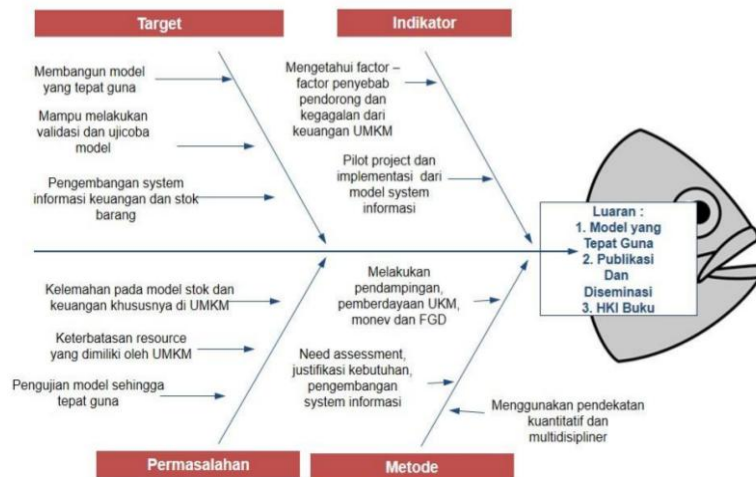 Target
Indikator
Membangun model
yang tepat guna
Mampu melakukan
validasi dan ujicoba
model
Pengembangan system
informasi keuangan dan stok
barang
Mengetahui factor –
factor penyebab
pendorong dan
kegagalan dari
keuangan UMKM
Pilot project dan
implementasi dari
model system
informasi
Luaran :
1. Model yang
Tepat Guna
2. Publikasi
Dan
Diseminasi
3. HKI Buku
Kelemahan pada model stok dan
keuangan khususnya di UMKM
Keterbatasan resource
yang dimiliki oleh UMKM
Pengujian model sehingga
tepat guna
Melakukan
pendampingan,
pemberdayaan UKM,
monev dan FGD
Need assessment,
justifikasi kebutuhan,
pengembangan
system informasi
Menggunakan pendekatan
kuantitatif dan
multidisipliner
Permasalahan
Metode